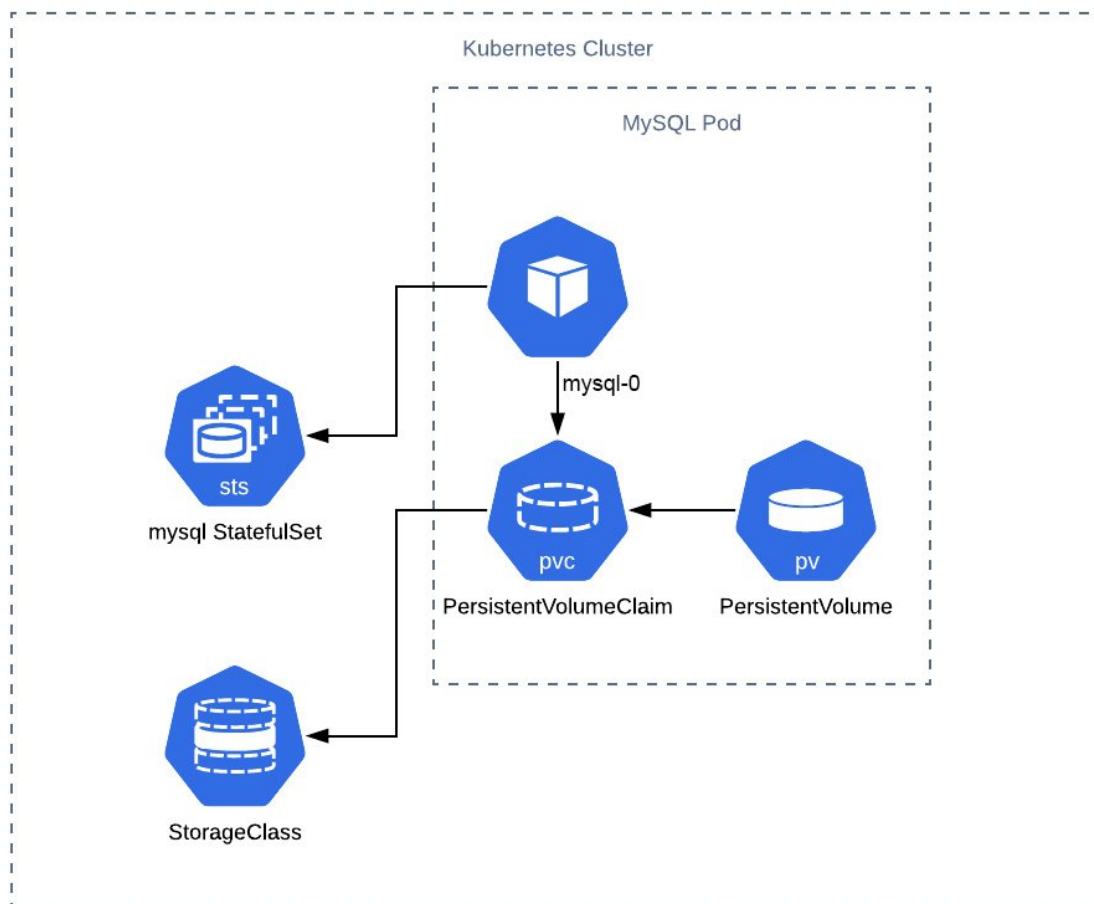 Kubernetes Cluster
MySQL Pod
mysql-0
sts
mysql StatefulSet
pvc
pv
PersistentVolumeClaim
PersistentVolume
StorageClass